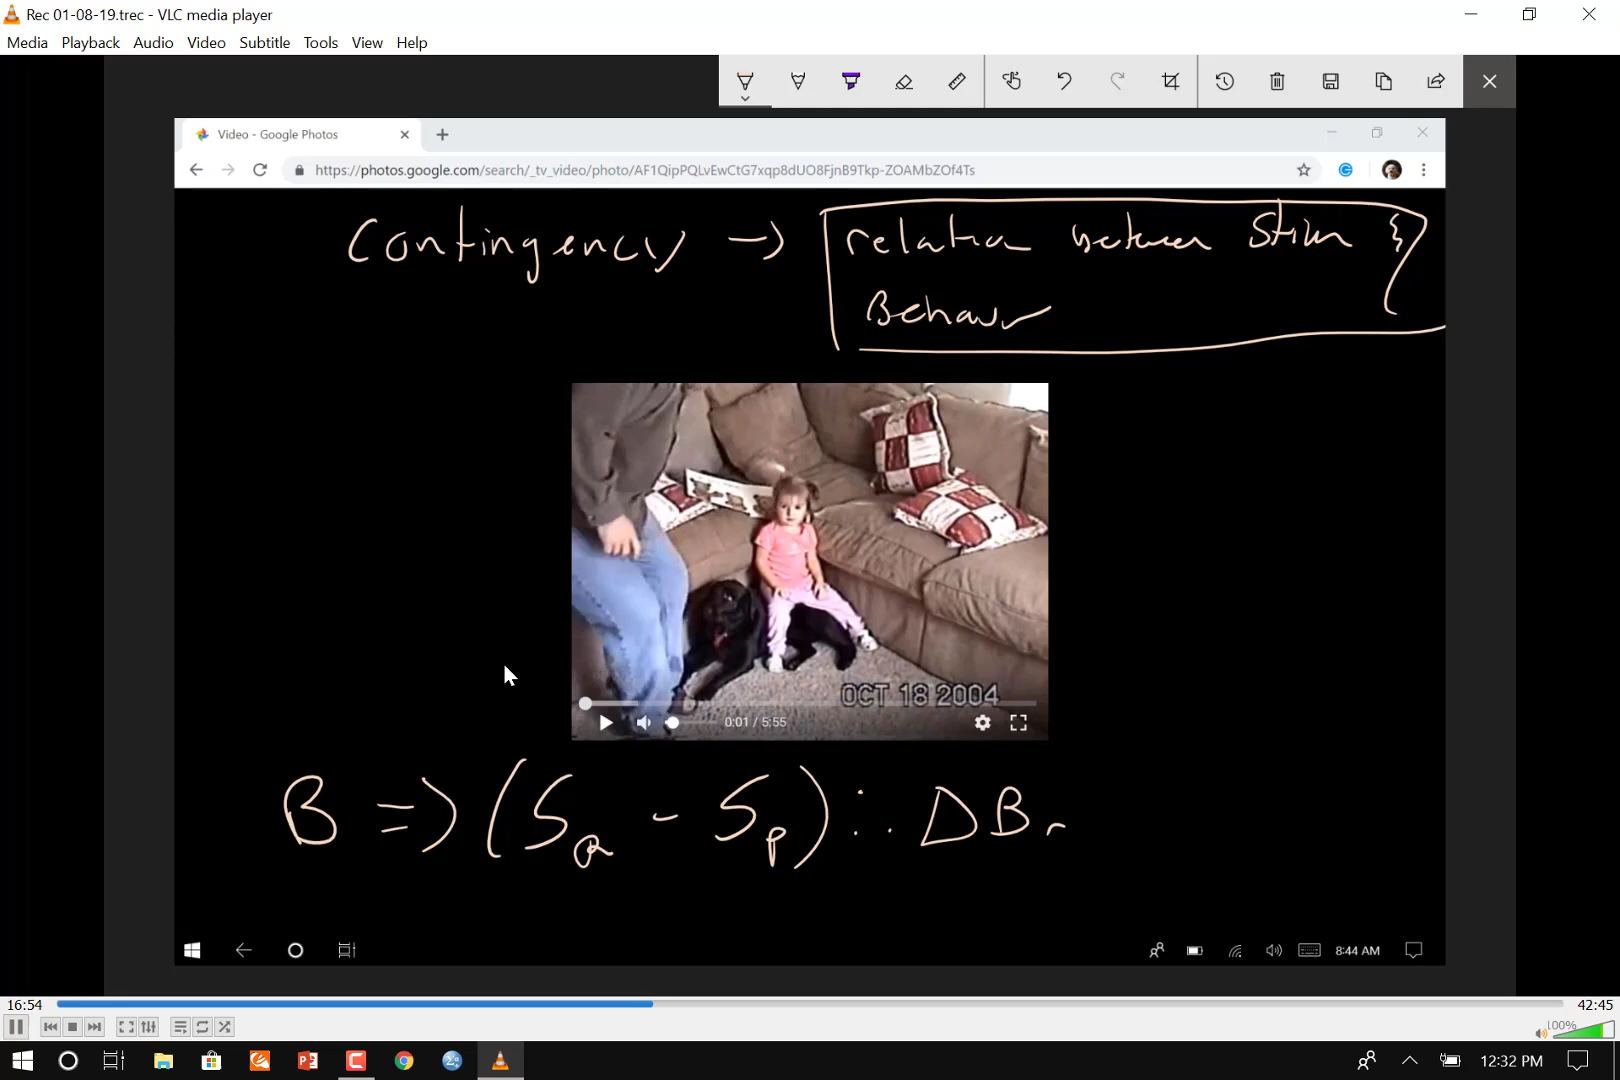 Rec 01-08-19.trec - VLC media player
Media Playback Audio Video Subtitle Tools View Help
Video - Google Photos
https://photos.google.com/search/_tv_video/photo/AF1QipPQLvEwCtG7xqp8dUO8FjnB9Tkp-ZOAMbZOf4Ts
Contingency → relation between Stim &
Behavior
OCT 18 2004
0:01 / 5:55
B => (Sa - Sp) ∴ ΔB
8:44 AM
16:54 42:45
100%
12:32 PM